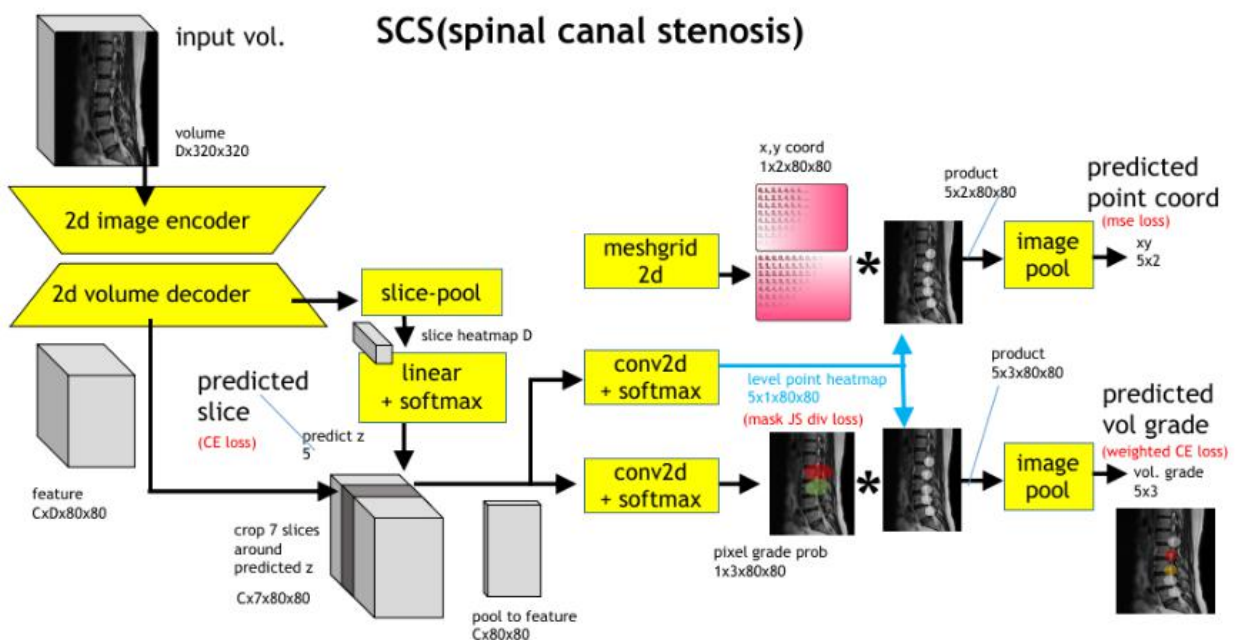 SCS(spinal canal stenosis)
input vol.
volume
Dx320x320
2d image encoder
2d volume decoder
feature
CxDx80x80
slice-pool
slice heatmap D
linear
+ softmax
predicted
slice
(CE loss)
predict z
5
crop 7 slices
around
predicted z
Cx7x80x80
pool to feature
Cx80x80
meshgrid
2d
x,y coord
1x2x80x80
*
product
5x2x80x80
image
pool
predicted
point coord
(mse loss)
xy
5x2
conv2d
+ softmax
level point heatmap
5x1x80x80
(mask JS div loss)
conv2d
+ softmax
pixel grade prob
1x3x80x80
*
product
5x3x80x80
image
pool
predicted
vol grade
(weighted CE loss)
vol. grade
5x3